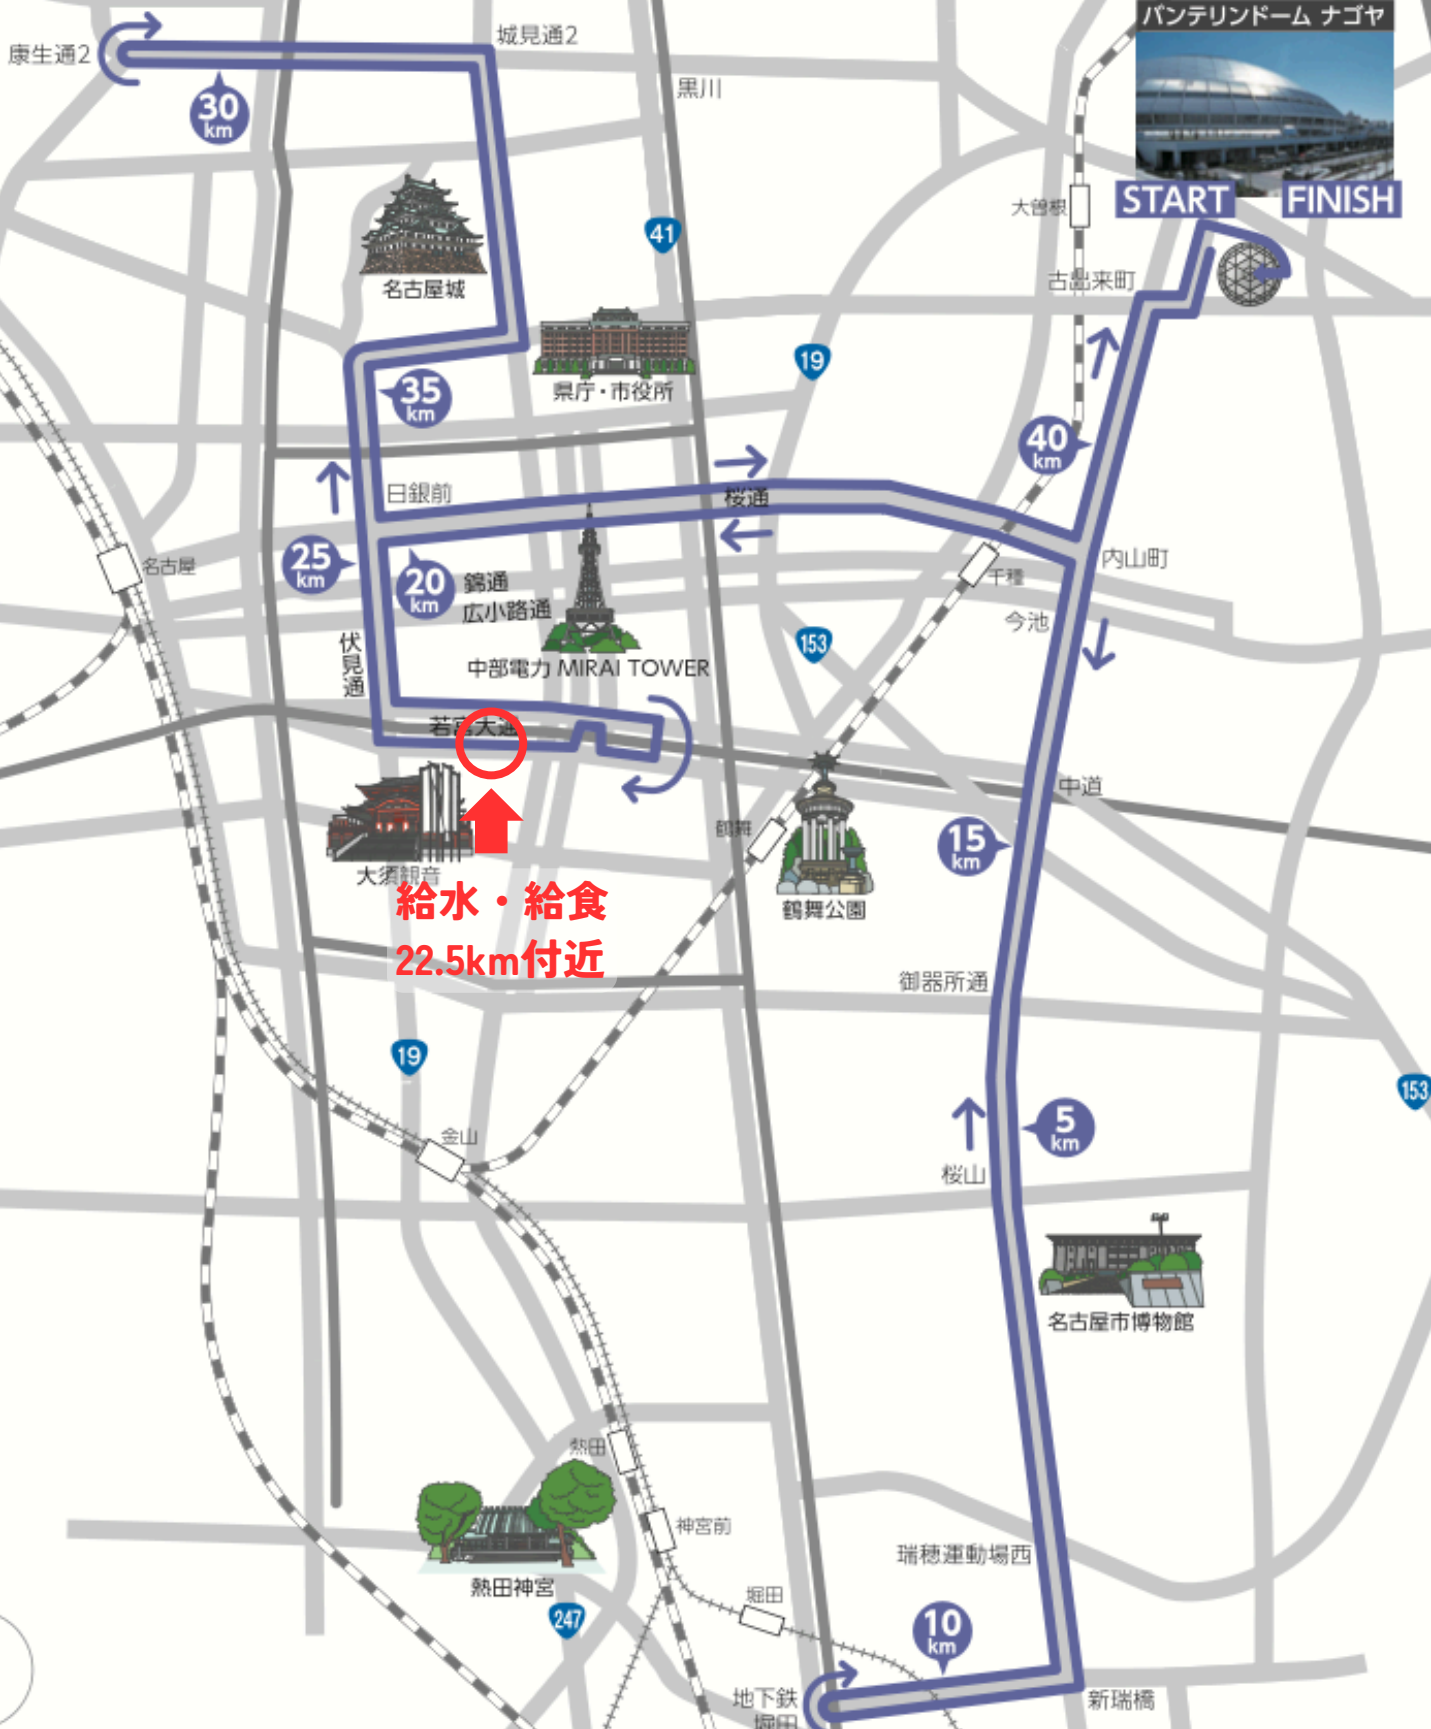 バンテリンドーム ナゴヤ
START
FINISH
康生通2
城見通2
黒川
30
km
大曽根
41
古出来町
名古屋城
県庁・市役所
19
35
km
40
km
日銀前
桜通
名古屋
25
km
20
km
錦通
広小路通
千種
内山町
今池
153
伏見通
中部電力 MIRAI TOWER
若宮大通
中道
鶴舞
15
km
大須観音
給水・給食
22.5km付近
鶴舞公園
御器所通
19
153
金山
5
km
桜山
名古屋市博物館
熱田
神宮前
瑞穂運動場西
熱田神宮
堀田
247
10
km
地下鉄
堀田
新瑞橋